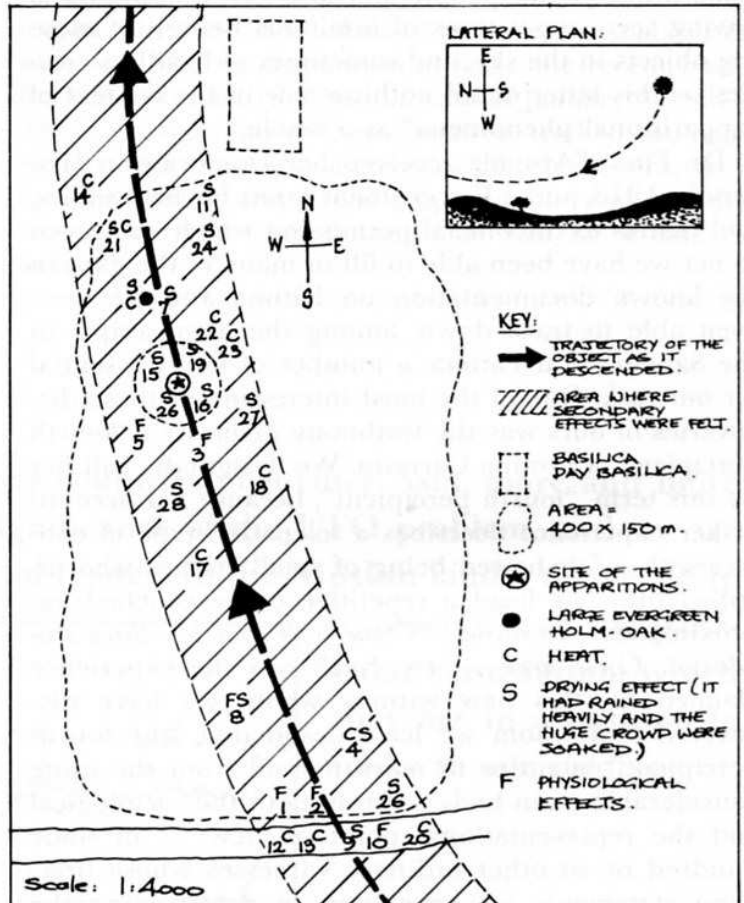 LATERAL PLAN:
E
N S
W
C
14
S
11
SC
21
S
24
N
W E
S
S
C
S
C
22
C
23
S
15
S
19
S
26
S
16
27
F
5
F
3
S
28
18
C
17
FS
8
CS
4
F
1
F
2
S
26
C
12
C
19
S
9
S
10
C
20
Scale: 1:4000
KEY:
TRAJECTORY OF THE
OBJECT AS IT
DESCENDED.
AREA WHERE
SECONDARY
EFFECTS WERE FELT.
BASILICA
BASILICA.
AREA =
400 x 150 m.
SITE OF THE
APPARITIONS.
LARGE EVERGREEN
HOLM-OAK.
C HEAT.
S DRYING EFFECT (IT
HAD RAINED
HEAVILY AND THE
HUGE CROWD WERE
SOAKED.)
F PHYSIOLOGICAL
EFFECTS.